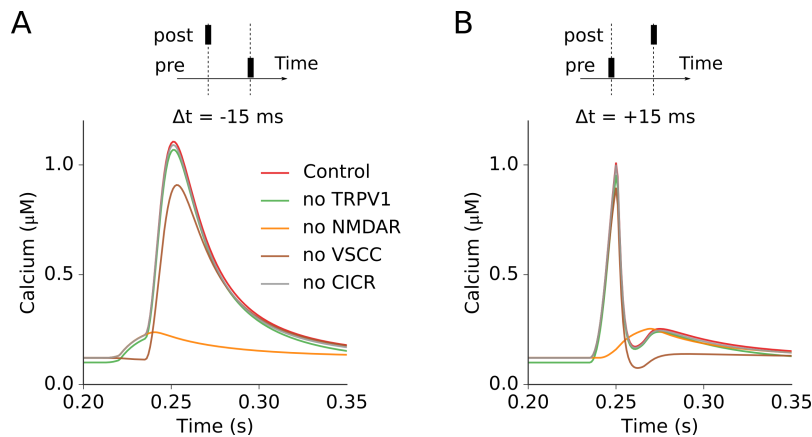 A
post
pre
Time
Δt = -15 ms
1.0
0.5
0.0
Calcium (μM)
0.20
0.25
0.30
0.35
Time (s)
Control
no TRPV1
no NMDAR
no VSCC
no CICR
B
post
pre
Time
Δt = +15 ms
1.0
0.5
0.0
Calcium (μM)
0.20
0.25
0.30
0.35
Time (s)